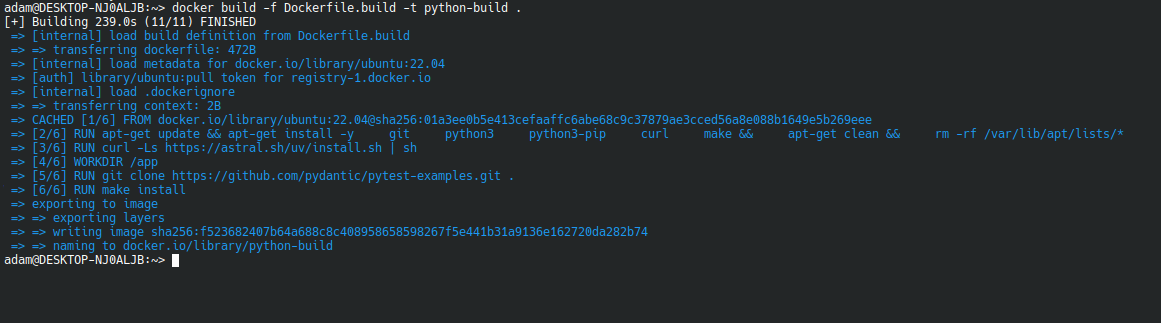 adam@DESKTOP-NJ0ALJB:~> docker build -f Dockerfile.build -t python-build .
[+] Building 239.0s (11/11) FINISHED
=> [internal] load build definition from Dockerfile.build
=> => transferring dockerfile: 472B
=> [internal] load metadata for docker.io/library/ubuntu:22.04
=> [auth] library/ubuntu:pull token for registry-1.docker.io
=> [internal] load .dockerignore
=> => transferring context: 2B
=> CACHED [1/6] FROM docker.io/library/ubuntu:22.04@sha256:01a3ee0b5e413cefaaffc6abe68c9c37879ae3cced56a8e088b1649e5b269eee
=> [2/6] RUN apt-get update && apt-get install -y     git     python3     python3-pip     curl     make &&     apt-get clean &&     rm -rf /var/lib/apt/lists/*
=> [3/6] RUN curl -Ls https://astral.sh/uv/install.sh | sh
=> [4/6] WORKDIR /app
=> [5/6] RUN git clone https://github.com/pydantic/pytest-examples.git .
=> [6/6] RUN make install
=> exporting to image
=> => exporting layers
=> => writing image sha256:f523682407b64a688c8c408958658598267f5e441b31a9136e162720da282b74
=> => naming to docker.io/library/python-build
adam@DESKTOP-NJ0ALJB:~>